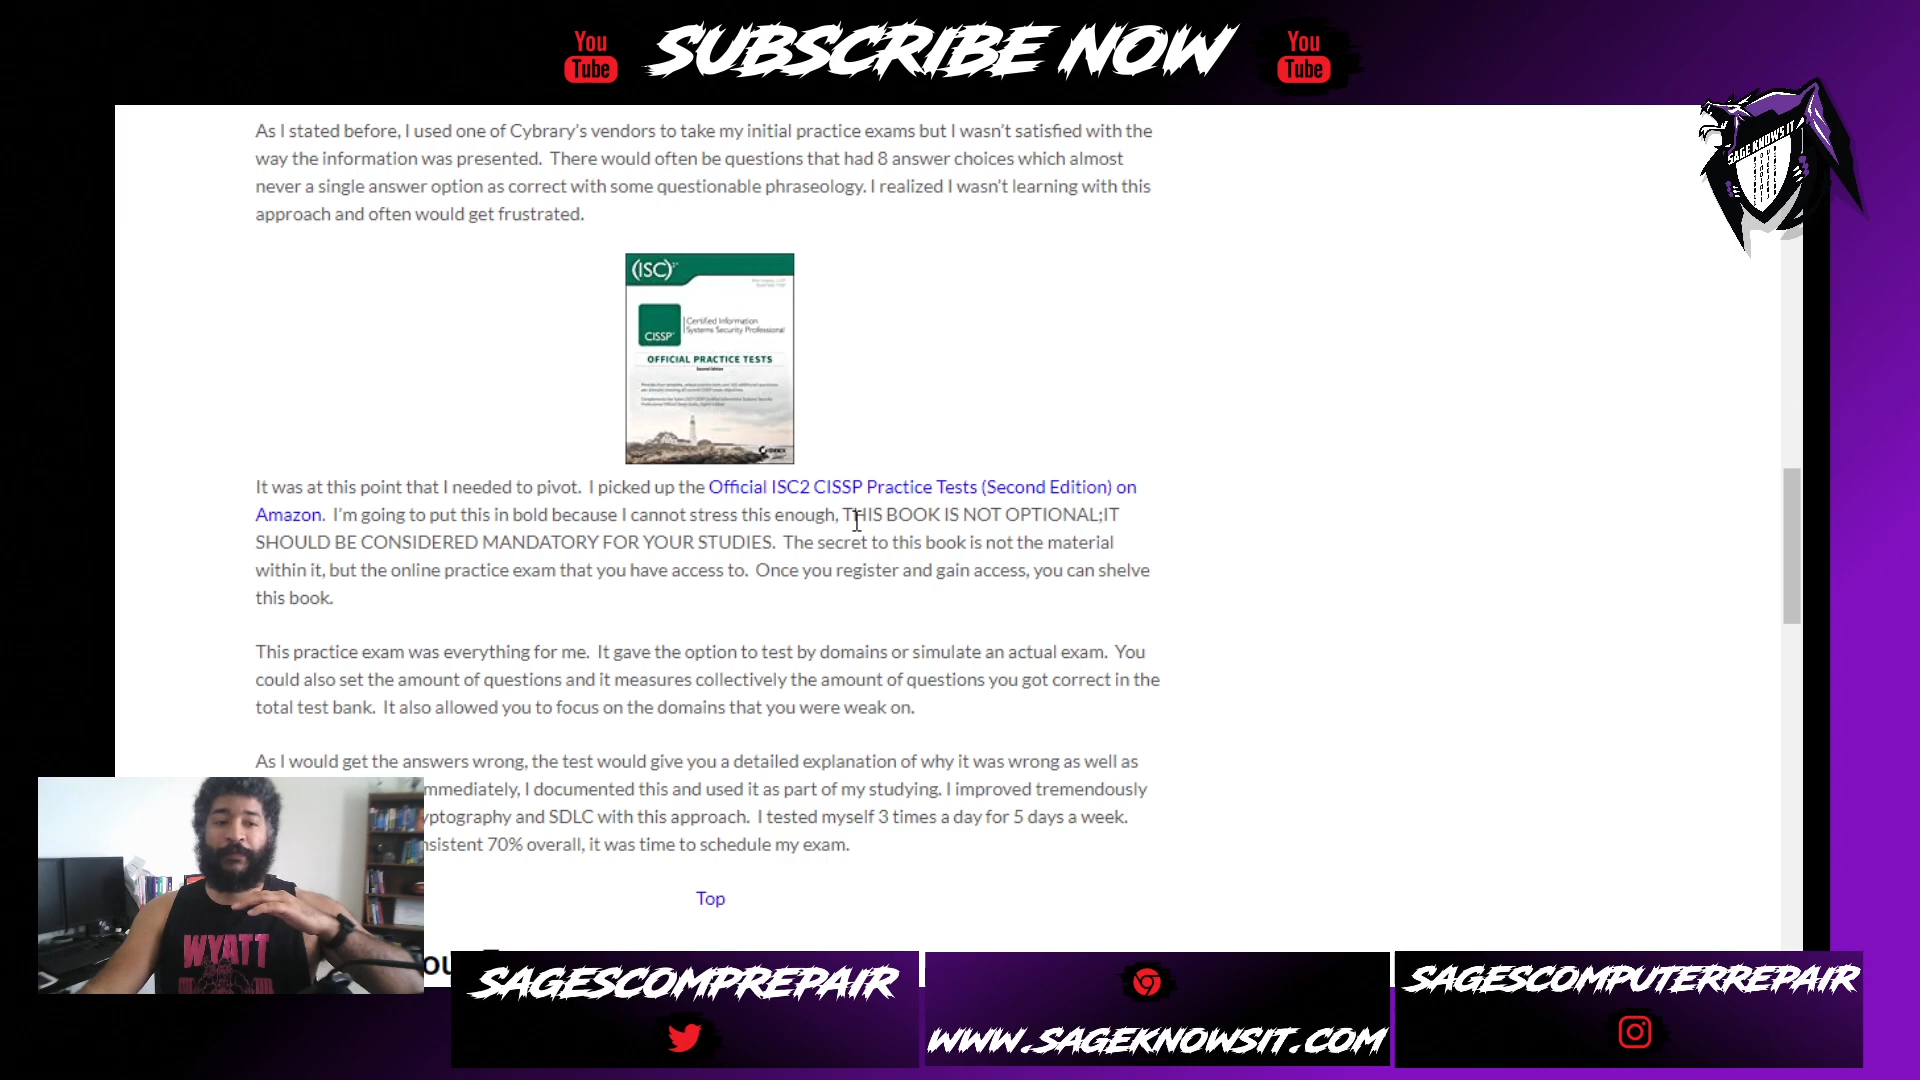 You
Tube
SUBSCRIBE NOW
You
Tube
SAGE KNOWS IT
As I stated before, I used one of Cybrary's vendors to take my initial practice exams but I wasn't satisfied with the
way the information was presented. There would often be questions that had 8 answer choices which almost
never a single answer option as correct with some questionable phraseology. I realized I wasn't learning with this
approach and often would get frustrated.
(ISC)²
CISSP
Certified Information
Systems Security Professional
OFFICIAL PRACTICE TESTS
Second Edition
It was at this point that I needed to pivot. I picked up the Official ISC2 CISSP Practice Tests (Second Edition) on
Amazon. I'm going to put this in bold because I cannot stress this enough, THIS BOOK IS NOT OPTIONAL;IT
SHOULD BE CONSIDERED MANDATORY FOR YOUR STUDIES. The secret to this book is not the material
within it, but the online practice exam that you have access to. Once you register and gain access, you can shelve
this book.
This practice exam was everything for me. It gave the option to test by domains or simulate an actual exam. You
could also set the amount of questions and it measures collectively the amount of questions you got correct in the
total test bank. It also allowed you to focus on the domains that you were weak on.
As I would get the answers wrong, the test would give you a detailed explanation of why it was wrong as well as
mmediately, I documented this and used it as part of my studying. I improved tremendously
yptography and SDLC with this approach. I tested myself 3 times a day for 5 days a week.
nsistent 70% overall, it was time to schedule my exam.
Top
WYATT
SAGESCOMPREPAIR
WWW.SAGEKNOWSIT.COM
SAGESCOMPUTERREPAIR